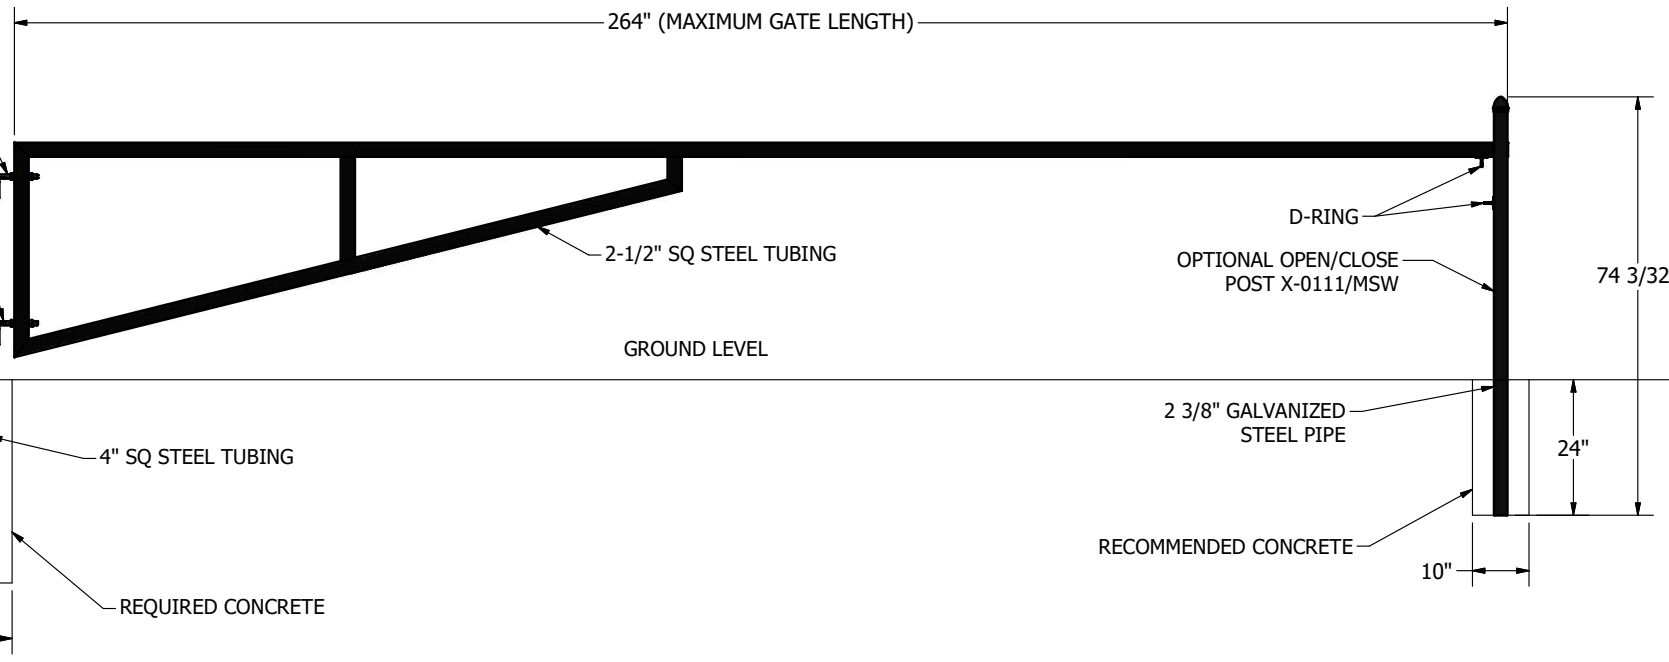 264" (MAXIMUM GATE LENGTH)
D-RING
2-1/2" SQ STEEL TUBING
OPTIONAL OPEN/CLOSE
POST X-0111/MSW
74 3/32
GROUND LEVEL
2 3/8" GALVANIZED
STEEL PIPE
24"
4" SQ STEEL TUBING
RECOMMENDED CONCRETE
10"
REQUIRED CONCRETE